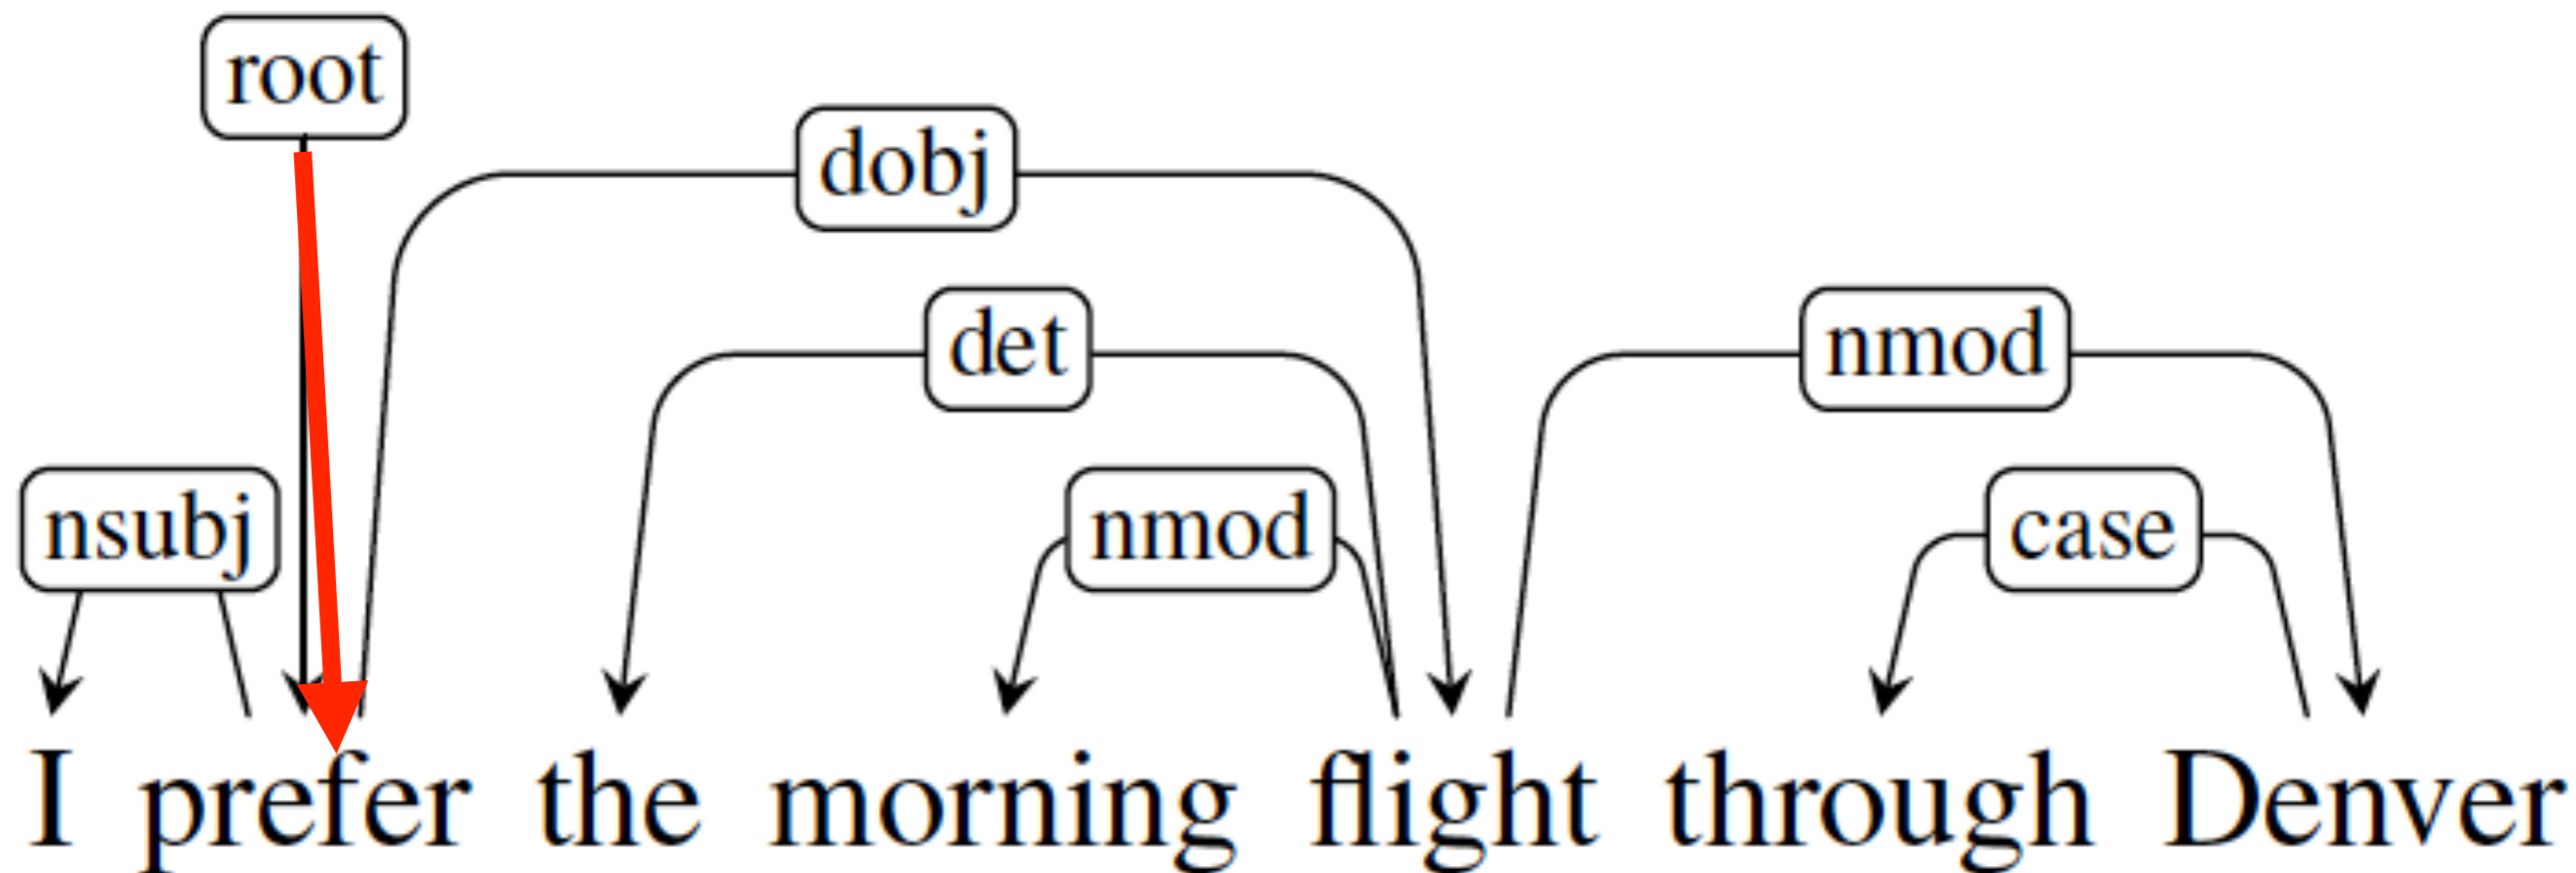 root
dobj
det
nmod
nsubj
nmod
case
I prefer the morning flight through Denver